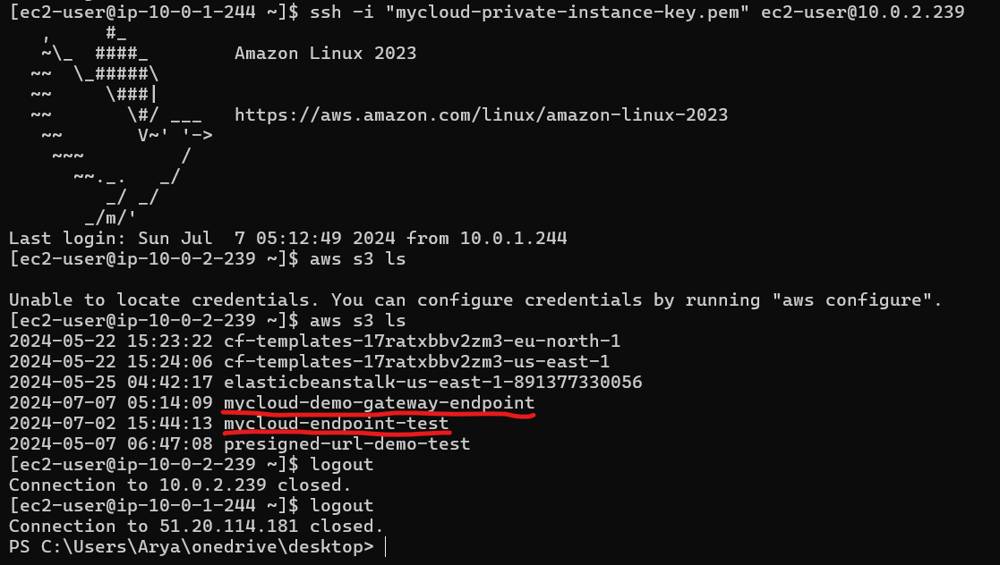 [ec2-user@ip-10-0-1-244 ~]$ ssh -i "mycloud-private-instance-key.pem" ec2-user@10.0.2.239
   ,     #_
   ~\_  ####_        Amazon Linux 2023
  ~~  \_#####\
  ~~     \###|
  ~~       \#/ ___   https://aws.amazon.com/linux/amazon-linux-2023
   ~~       V~' '->
    ~~~         /
      ~~._.   _/
         _/ _/
       _/m/'
Last login: Sun Jul  7 05:12:49 2024 from 10.0.1.244
[ec2-user@ip-10-0-2-239 ~]$ aws s3 ls

Unable to locate credentials. You can configure credentials by running "aws configure".
[ec2-user@ip-10-0-2-239 ~]$ aws s3 ls
2024-05-22 15:23:22 cf-templates-17ratxbbv2zm3-eu-north-1
2024-05-22 15:24:06 cf-templates-17ratxbbv2zm3-us-east-1
2024-05-25 04:42:17 elasticbeanstalk-us-east-1-891377330056
2024-07-07 05:14:09 mycloud-demo-gateway-endpoint
2024-07-02 15:44:13 mycloud-endpoint-test
2024-05-07 06:47:08 presigned-url-demo-test
[ec2-user@ip-10-0-2-239 ~]$ logout
Connection to 10.0.2.239 closed.
[ec2-user@ip-10-0-1-244 ~]$ logout
Connection to 51.20.114.181 closed.
PS C:\Users\Arya\onedrive\desktop>